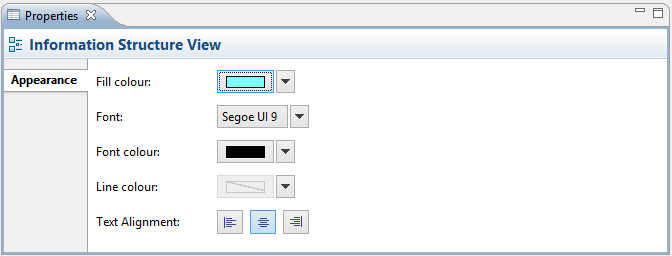 Properties
Information Structure View
Appearance
Fill colour:
Font: Segoe UI 9
Font colour:
Line colour:
Text Alignment: